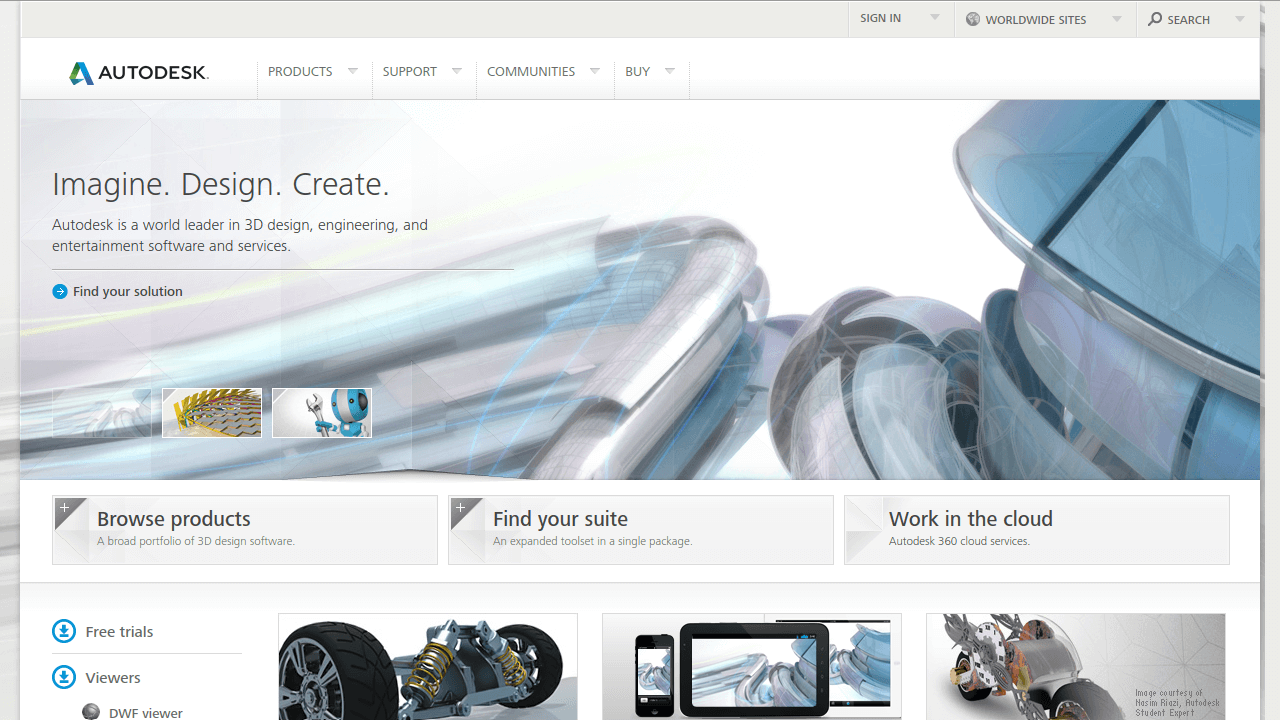 SIGN IN
WORLDWIDE SITES
SEARCH
AUTODESK.
PRODUCTS
SUPPORT
COMMUNITIES
BUY
Imagine. Design. Create.
Autodesk is a world leader in 3D design, engineering, and
entertainment software and services.
Find your solution
Browse products
A broad portfolio of 3D design software.
Find your suite
An expanded toolset in a single package.
Work in the cloud
Autodesk 360 cloud services.
Free trials
Viewers
DWF viewer
Image courtesy of
Nasim Riazi, Autodesk
Student Expert